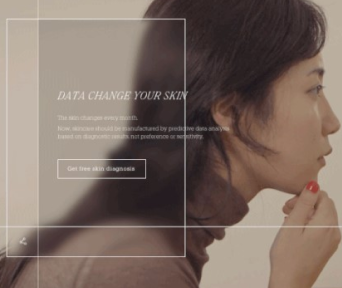 DATA CHANGE YOUR SKIN
The skin changes every month.
Now, skincare should be manufactured by predictive data analysis
based on diagnostic results, not preference or sensitivity.
Get free skin diagnosis